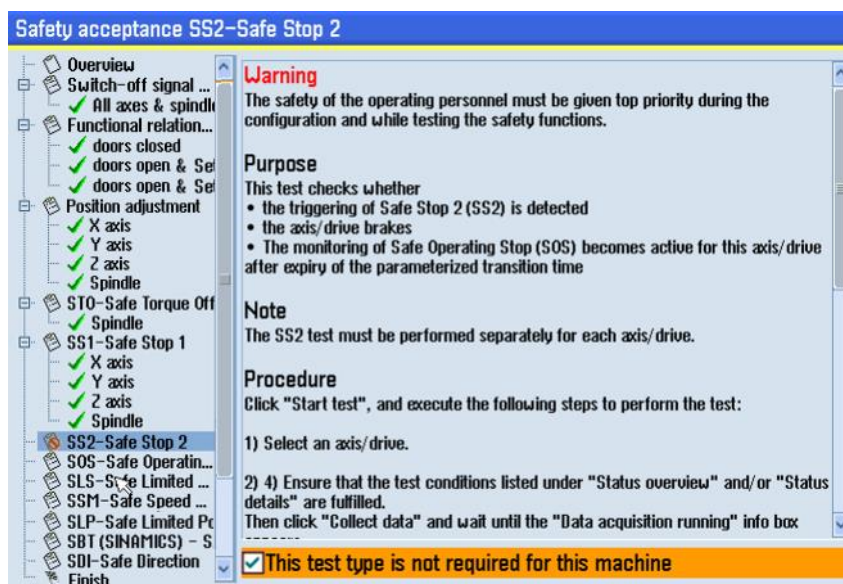 Safety acceptance SS2-Safe Stop 2
Overview
Switch-off signal ...
All axes & spindl
Functional relation...
doors closed
doors open & Set
doors open & Set
Position adjustment
X axis
Y axis
Z axis
Spindle
STO-Safe Torque Off
Spindle
SS1-Safe Stop 1
X axis
Y axis
Z axis
Spindle
SS2-Safe Stop 2
SOS-Safe Operatin...
SLS-Safe Limited ...
SSM-Safe Speed ...
SLP-Safe Limited Po
SBT (SINAMICS) - S
SDI-Safe Direction
Finish
Warning
The safety of the operating personnel must be given top priority during the
configuration and while testing the safety functions.
Purpose
This test checks whether
• the triggering of Safe Stop 2 (SS2) is detected
• the axis/drive brakes
• The monitoring of Safe Operating Stop (SOS) becomes active for this axis/drive
after expiry of the parameterized transition time
Note
The SS2 test must be performed separately for each axis/drive.
Procedure
Click "Start test", and execute the following steps to perform the test:
1) Select an axis/drive.
2) 4) Ensure that the test conditions listed under "Status overview" and/or "Status
details" are fulfilled.
Then click "Collect data" and wait until the "Data acquisition running" info box
This test type is not required for this machine